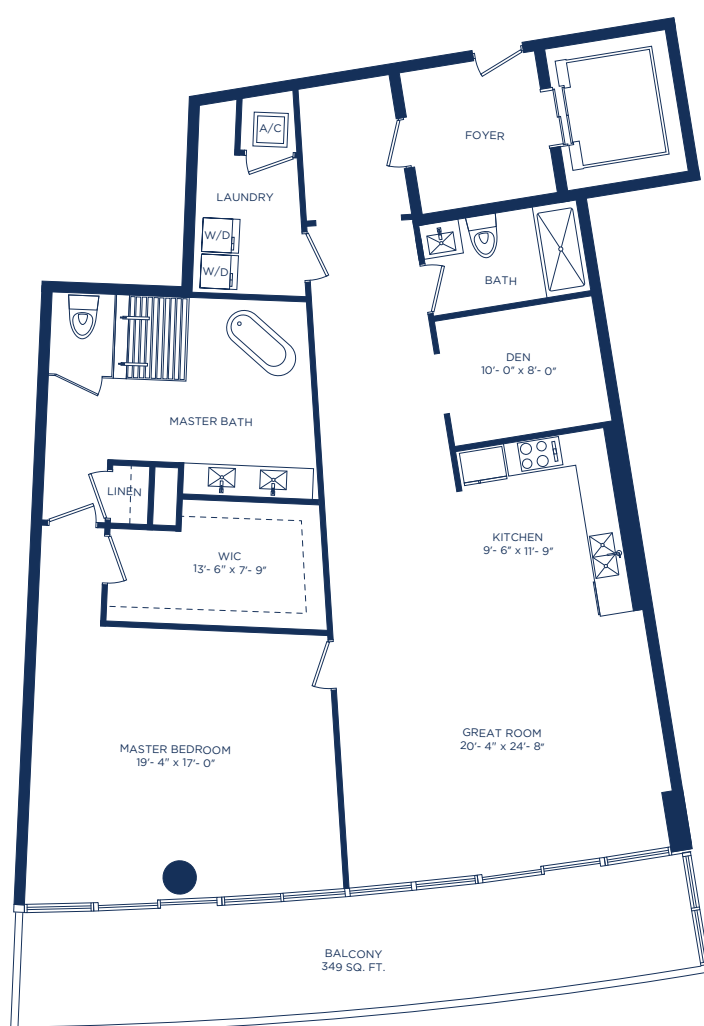 A/C
FOYER
LAUNDRY
W/D
W/D
BATH
DEN
10'- 0" x 8'- 0"
MASTER BATH
LINEN
KITCHEN
9'- 6" x 11'- 9"
WIC
13'- 6" x 7'- 9"
GREAT ROOM
20'- 4" x 24'- 8"
MASTER BEDROOM
19'- 4" x 17'- 0"
BALCONY
349 SQ. FT.